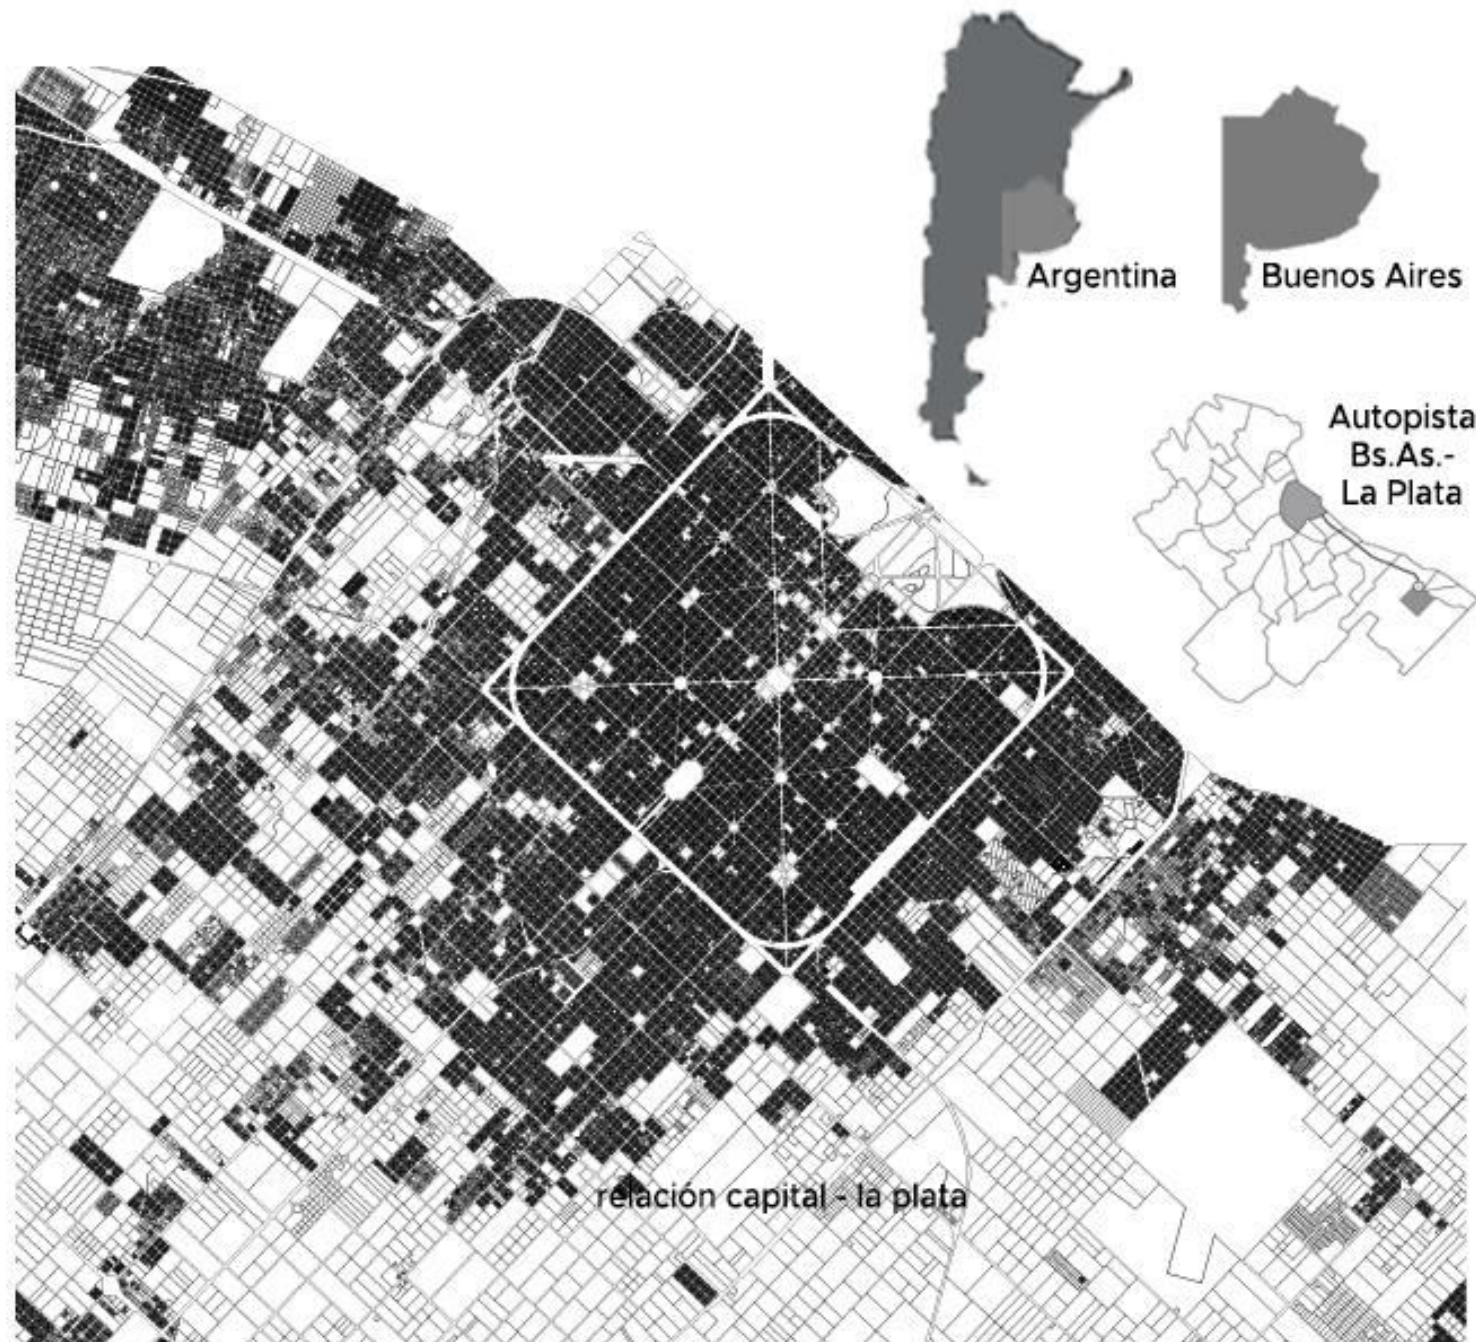 Argentina
Buenos Aires
Autopista
Bs.As.-
La Plata
relación capital - la plata